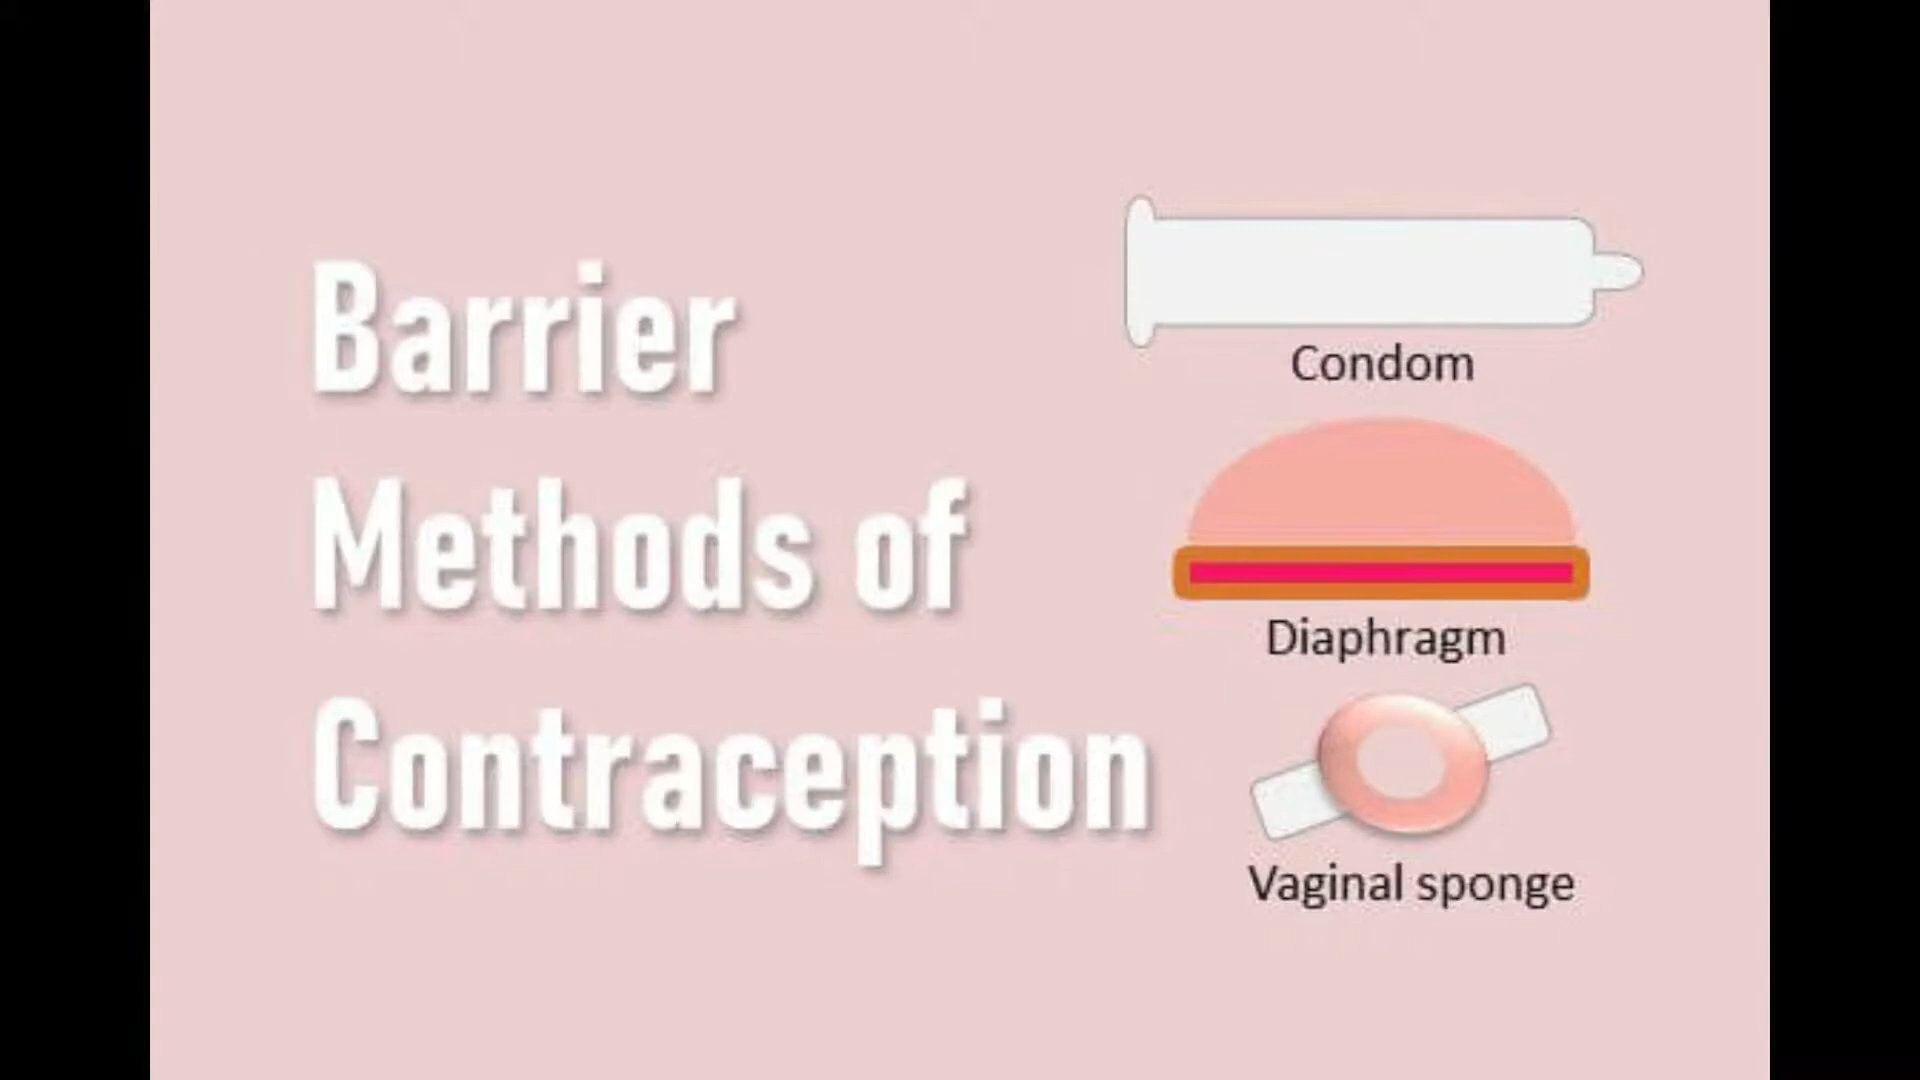 Barrier
Methods of
Contraception
Condom
Diaphragm
Vaginal sponge